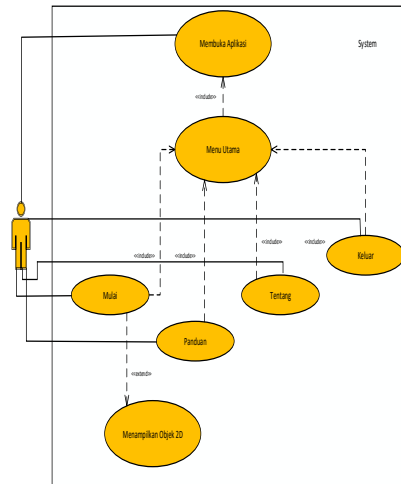 Membuka Aplikasi
System
<<include>>
Menu Utama
<<include>>
<<include>>
<<include>>
<<include>>
Keluar
Mulai
Tentang
Panduan
<<extend>>
Menampilkan Objek 2D